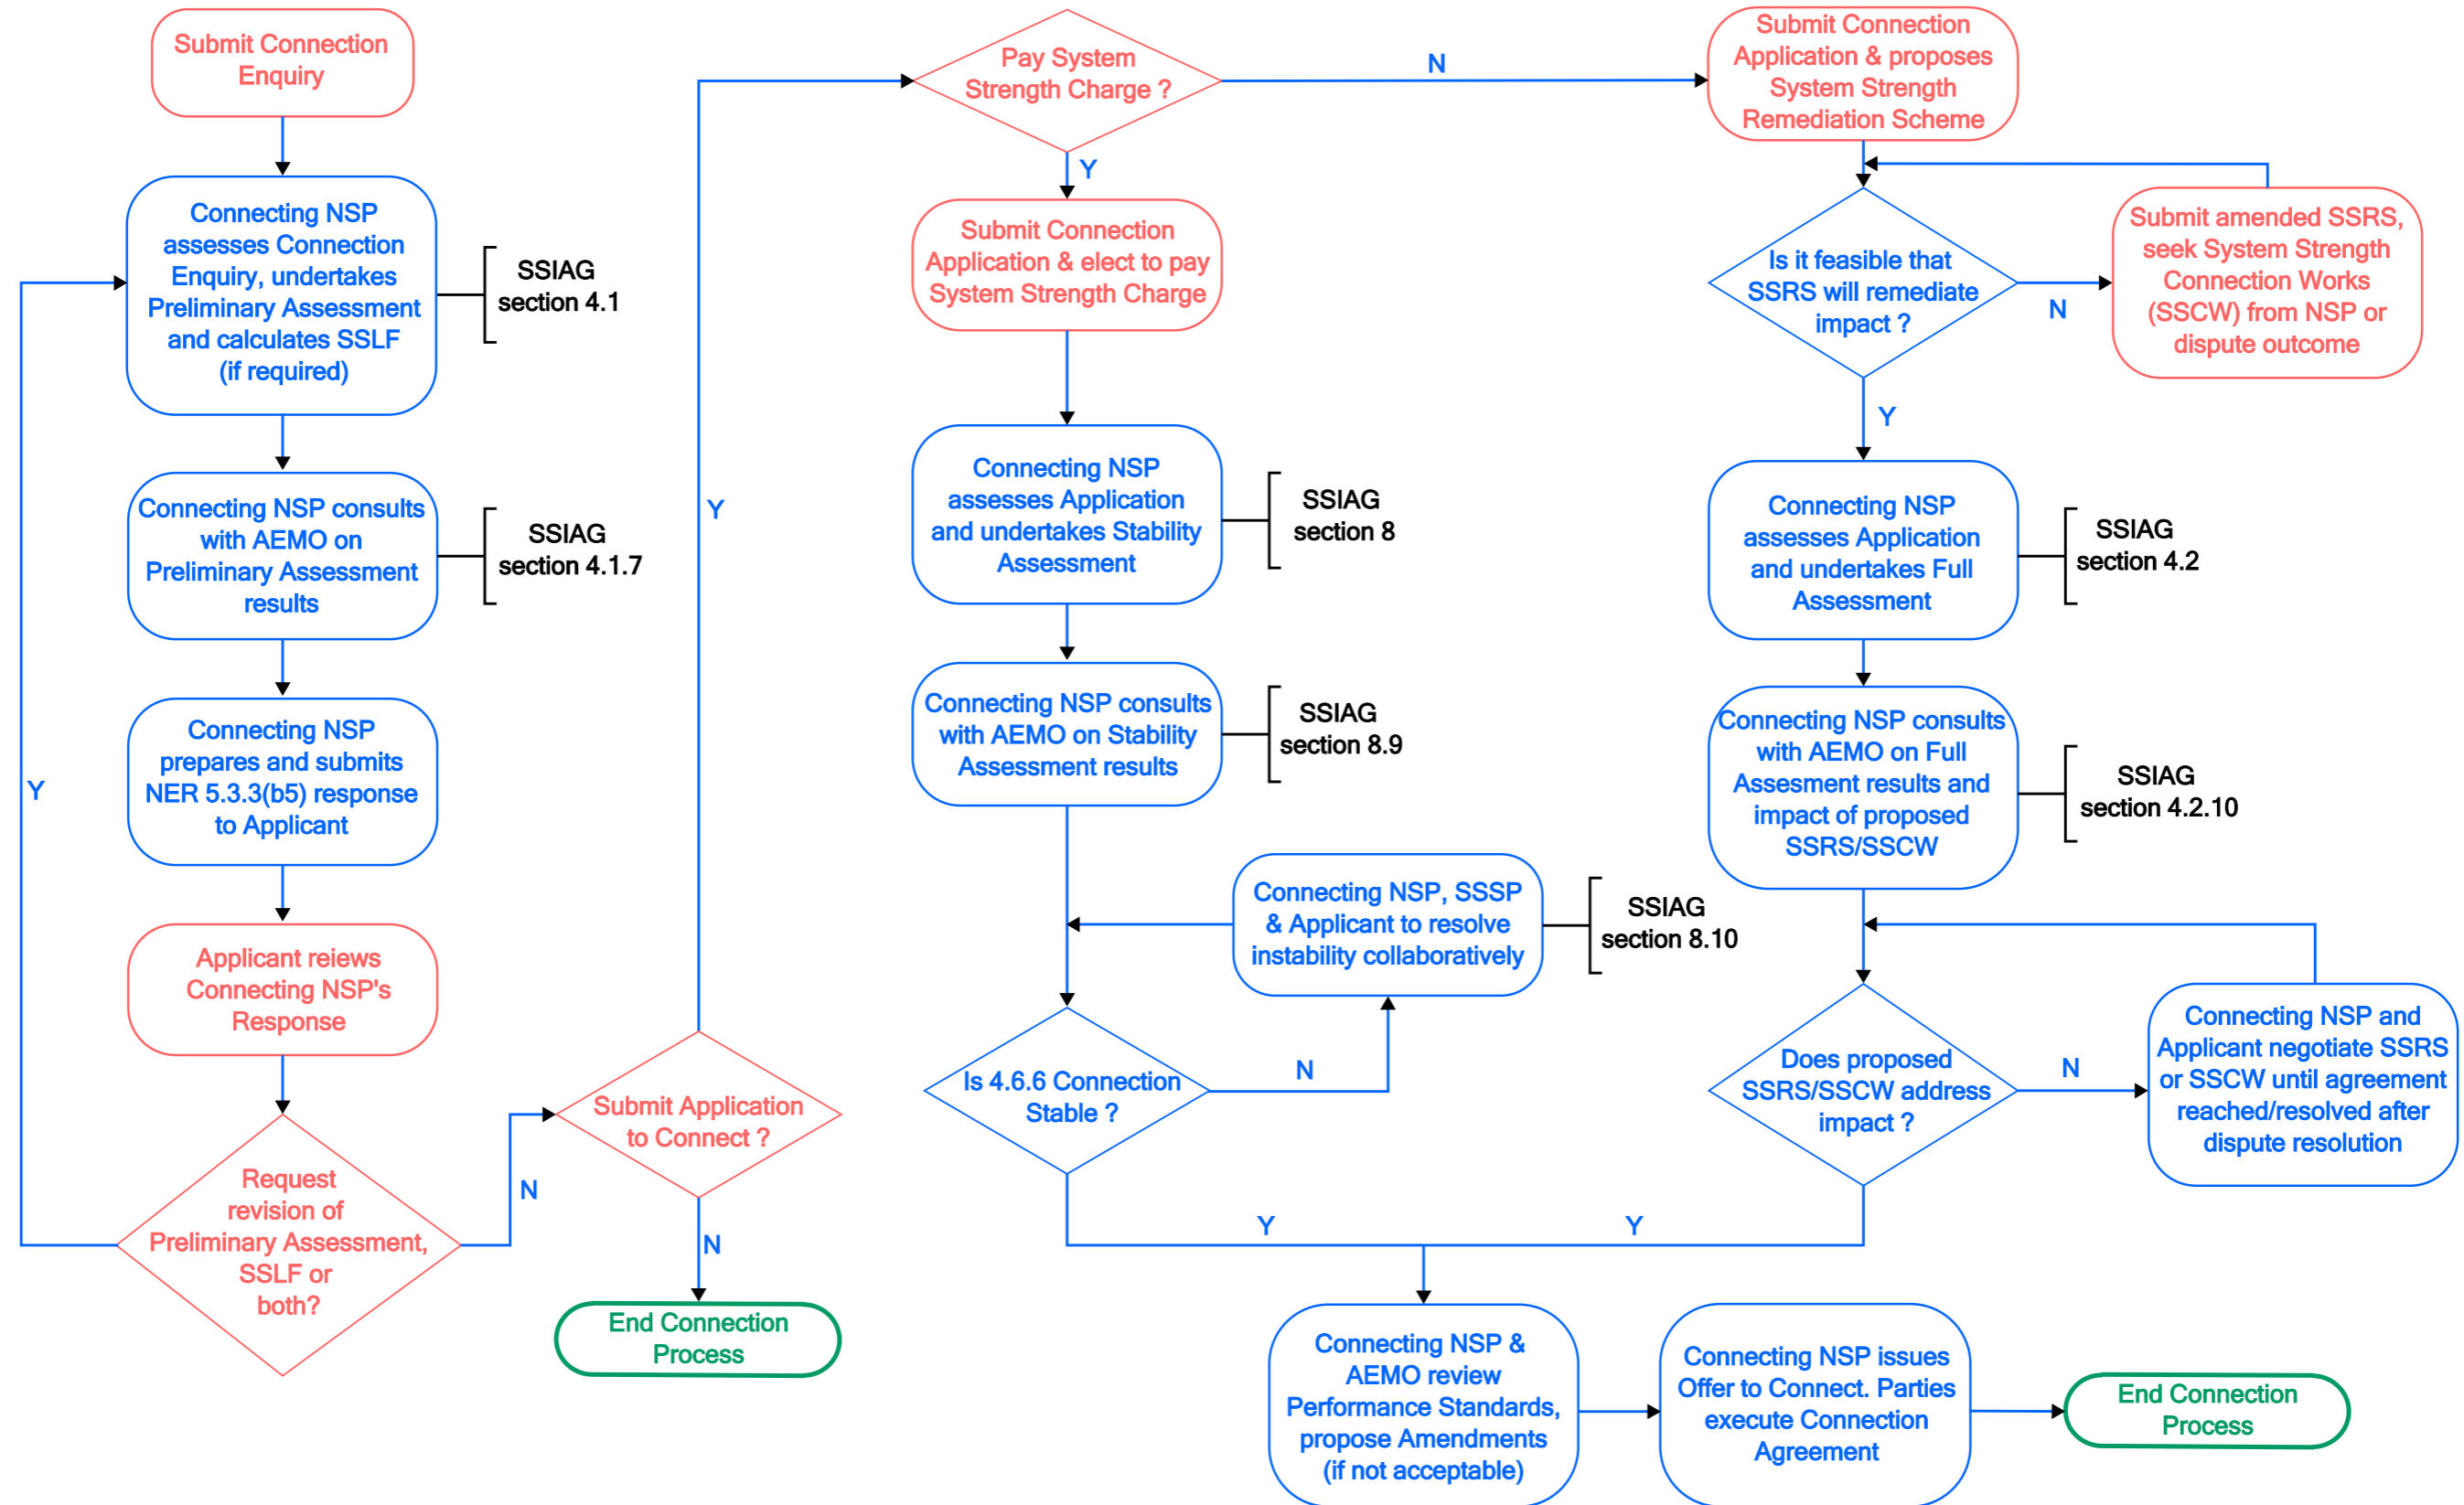 Submit Connection
Enquiry
Connecting NSP
assesses Connection
Enquiry, undertakes
Preliminary Assessment
and calculates SSLF
(if required)
SSIAG
section 4.1
Connecting NSP consults
with AEMO on
Preliminary Assessment
results
SSIAG
section 4.1.7
Connecting NSP
prepares and submits
NER 5.3.3(b5) response
to Applicant
Applicant reiews
Connecting NSP's
Response
Request
revision of
Preliminary Assessment,
SSLF or
both?
Y
N
Submit Application
to Connect ?
Y
N
End Connection
Process
Pay System
Strength Charge ?
N
Y
Submit Connection
Application & elect to pay
System Strength Charge
Connecting NSP
assesses Application
and undertakes Stability
Assessment
SSIAG
section 8
Connecting NSP consults
with AEMO on Stability
Assessment results
SSIAG
section 8.9
Connecting NSP, SSSP
& Applicant to resolve
instability collaboratively
SSIAG
section 8.10
Is 4.6.6 Connection
Stable ?
N
Y
Submit Connection
Application & proposes
System Strength
Remediation Scheme
Is it feasible that
SSRS will remediate
impact ?
N
Submit amended SSRS,
seek System Strength
Connection Works
(SSCW) from NSP or
dispute outcome
Y
Connecting NSP
assesses Application
and undertakes Full
Assessment
SSIAG
section 4.2
Connecting NSP consults
with AEMO on Full
Assesment results and
impact of proposed
SSRS/SSCW
SSIAG
section 4.2.10
Does proposed
SSRS/SSCW address
impact ?
N
Connecting NSP and
Applicant negotiate SSRS
or SSCW until agreement
reached/resolved after
dispute resolution
Y
Connecting NSP &
AEMO review
Performance Standards,
propose Amendments
(if not acceptable)
Connecting NSP issues
Offer to Connect. Parties
execute Connection
Agreement
End Connection
Process